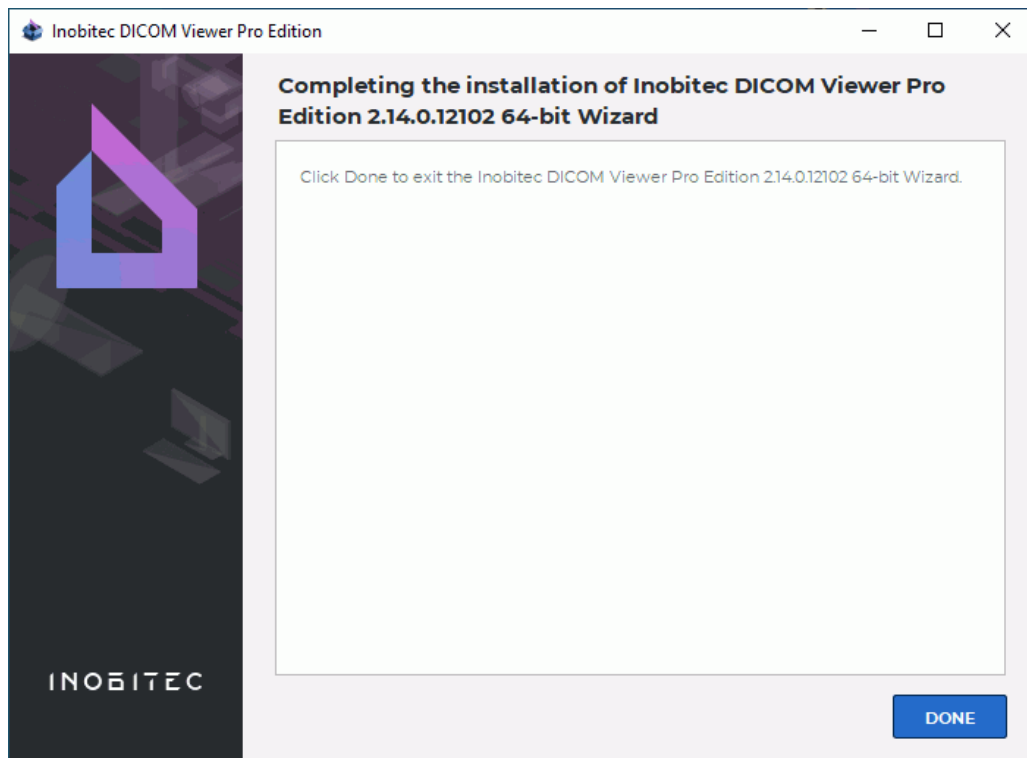 Inobitec DICOM Viewer Pro Edition
Completing the installation of Inobitec DICOM Viewer Pro
Edition 2.14.0.12102 64-bit Wizard
Click Done to exit the Inobitec DICOM Viewer Pro Edition 2.14.0.12102 64-bit Wizard.
INOBITEC
DONE